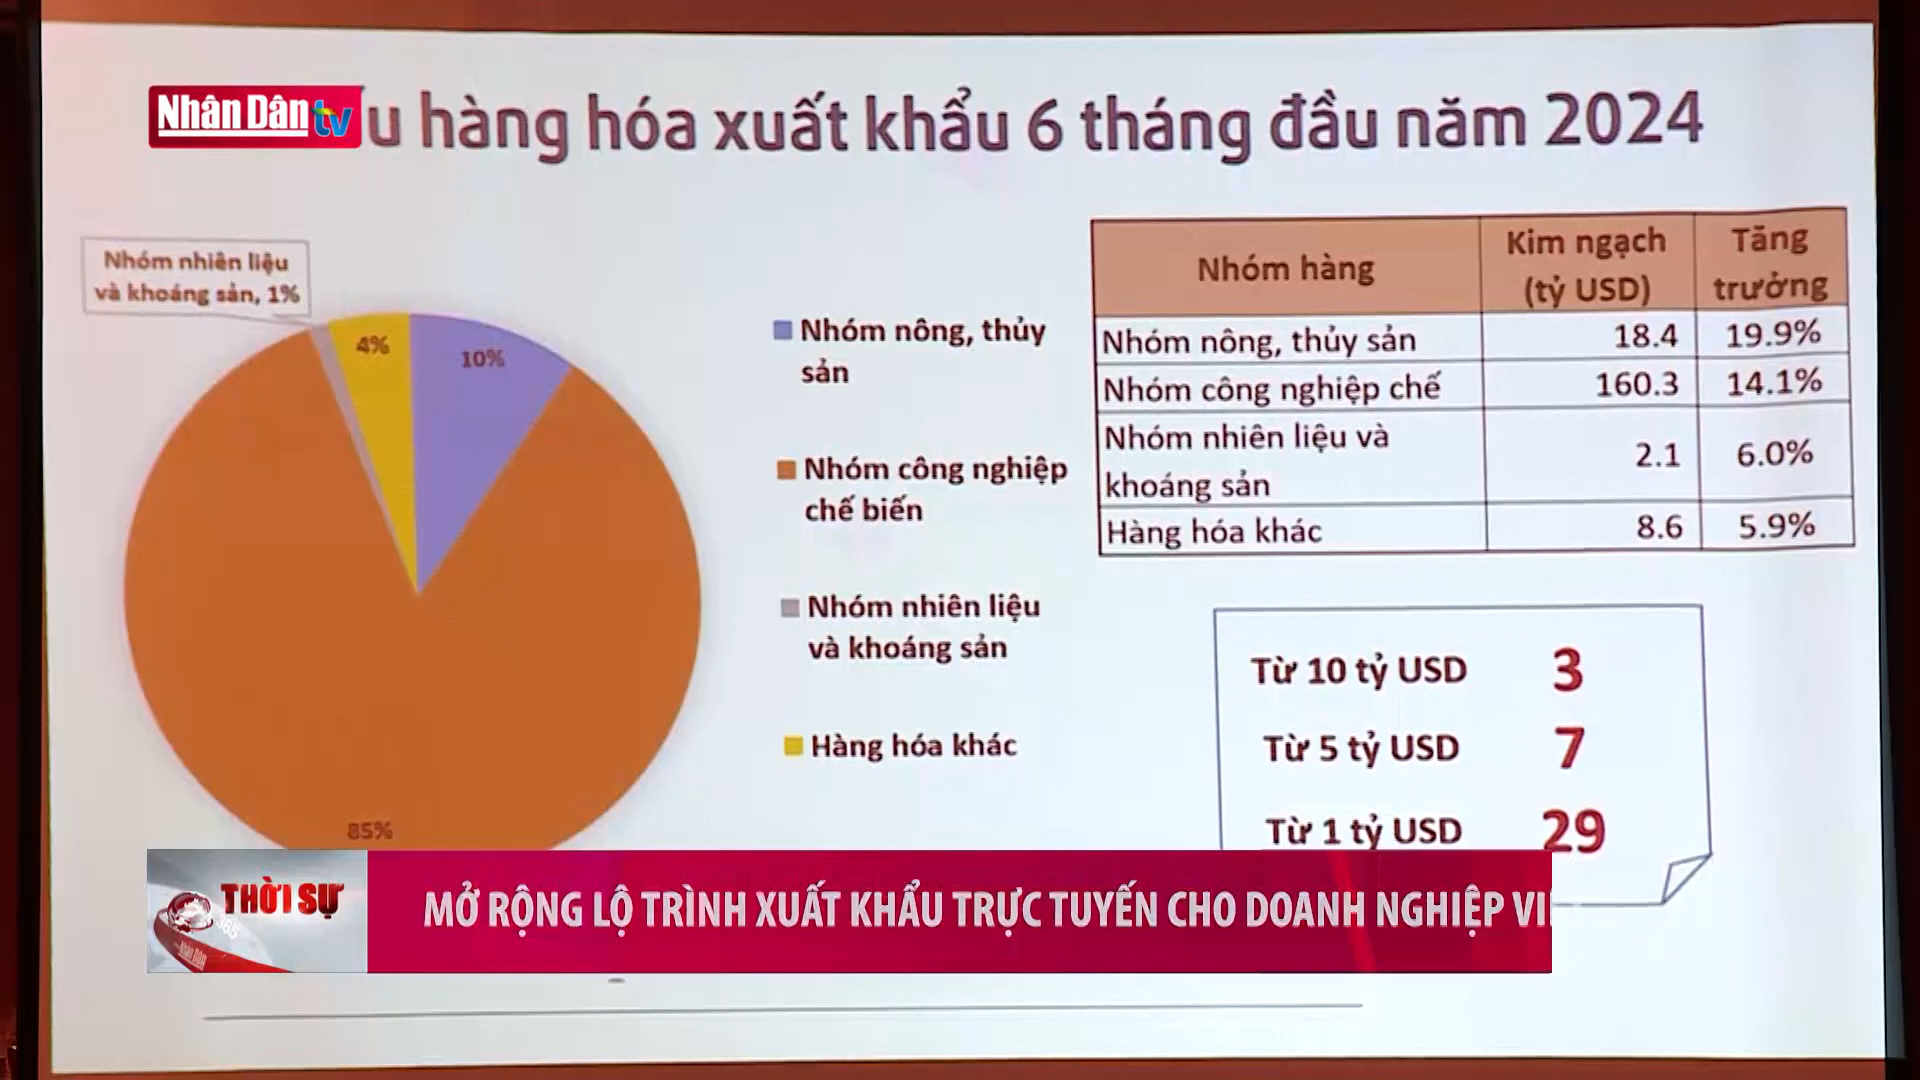 Nhân Dân tv
u hàng hóa xuất khẩu 6 tháng đầu năm 2024
Nhóm nhiên liệu
và khoáng sản, 1%
4%
10%
85%
Nhóm nông, thủy
sản
Nhóm công nghiệp
chế biến
Nhóm nhiên liệu
và khoáng sản
Hàng hóa khác
Nhóm hàng
Kim ngạch
(tỷ USD)
Tăng
trưởng
Nhóm nông, thủy sản 18.4 19.9%
Nhóm công nghiệp chế 160.3 14.1%
Nhóm nhiên liệu và
khoáng sản 2.1 6.0%
Hàng hóa khác 8.6 5.9%
Từ 10 tỷ USD 3
Từ 5 tỷ USD 7
Từ 1 tỷ USD 29
THỜI SỰ
365
NHÂN DÂN
MỞ RỘNG LỘ TRÌNH XUẤT KHẨU TRỰC TUYẾN CHO DOANH NGHIỆP VI